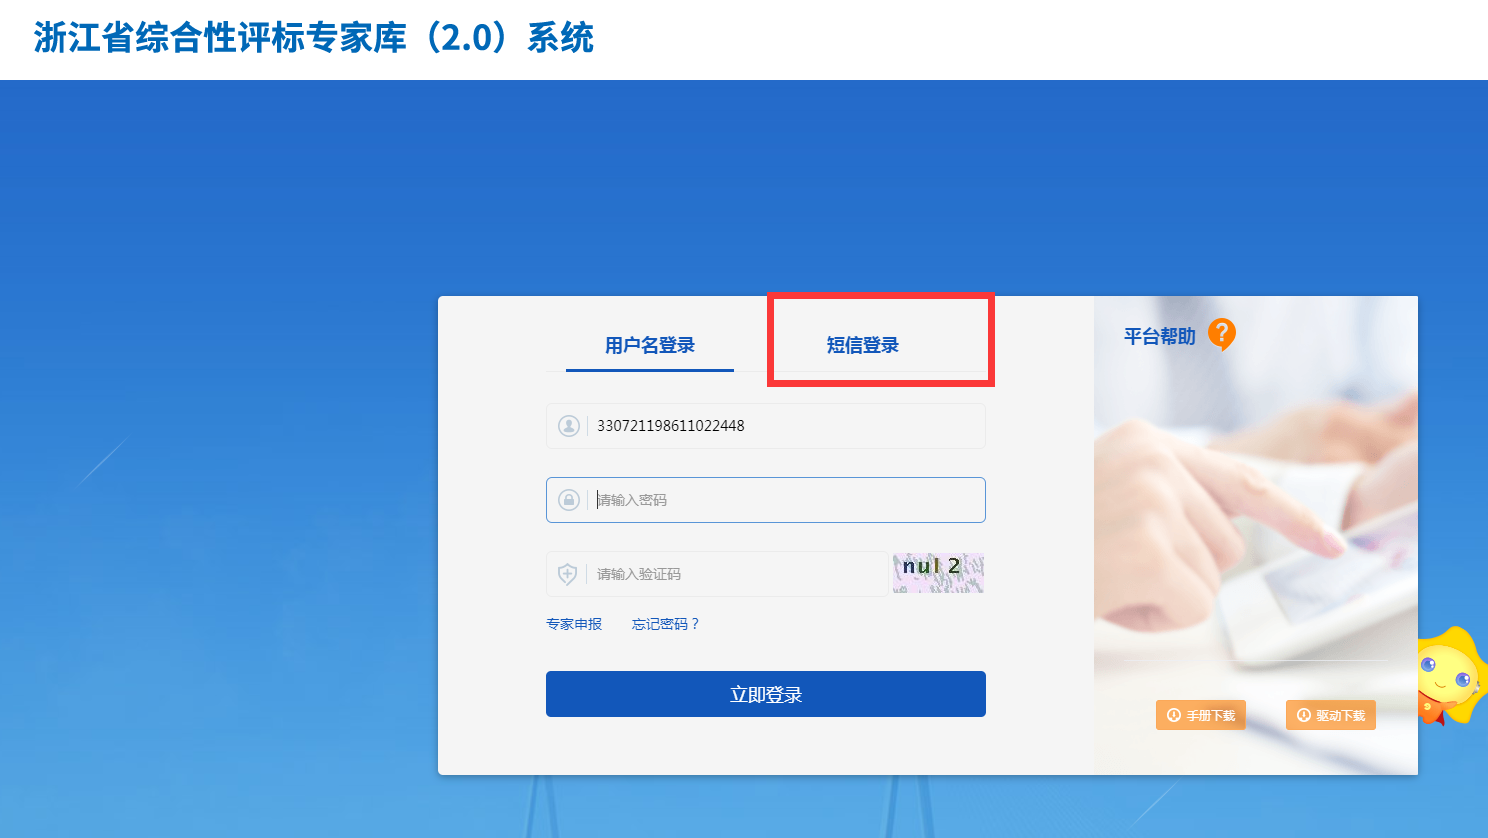 浙江省综合性评标专家库（2.0）系统
用户名登录
短信登录
平台帮助
?
330721198611022448
请输入密码
请输入验证码
nul 2
专家申报
忘记密码？
立即登录
手册下载
驱动下载